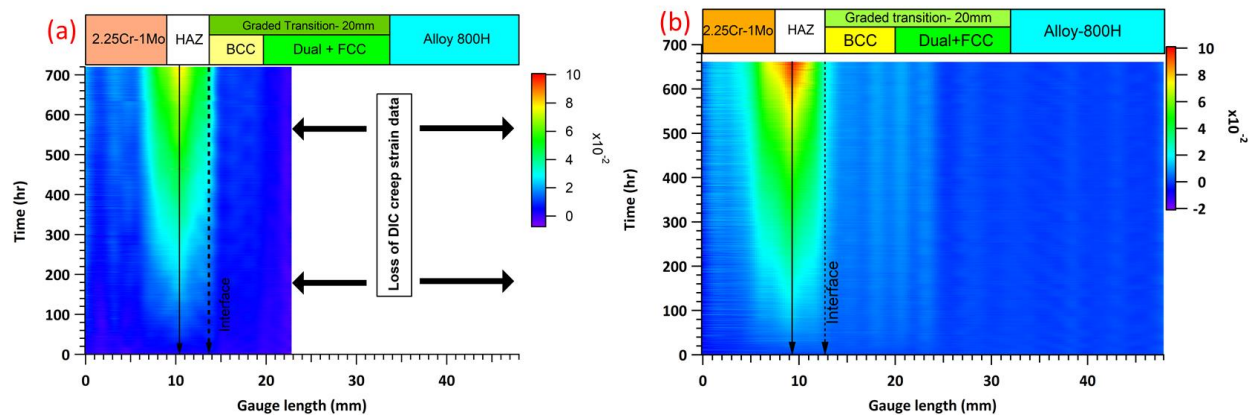 (a)
Graded Transition- 20mm
2.25Cr-1Mo HAZ BCC Dual + FCC Alloy 800H
700
600
500
400
300
200
100
0
Time (hr)
Interface
Loss of DIC creep strain data
10
8
6
4
2
0
x10-2
0 10 20 30 40
Gauge length (mm)
(b)
Graded transition- 20mm
2.25Cr-1Mo HAZ BCC Dual+FCC Alloy-800H
700
600
500
400
300
200
100
0
Time (hr)
Interface
10
8
6
4
2
0
-2
x10-2
0 10 20 30 40
Gauge length (mm)